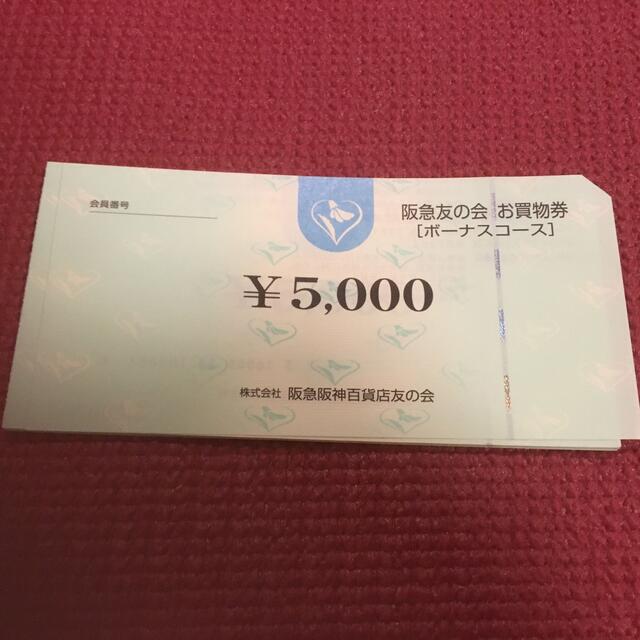 会員番号
阪急友の会 お買物券
[ボーナスコース]
¥5,000
株式会社 阪急阪神百貨店友の会